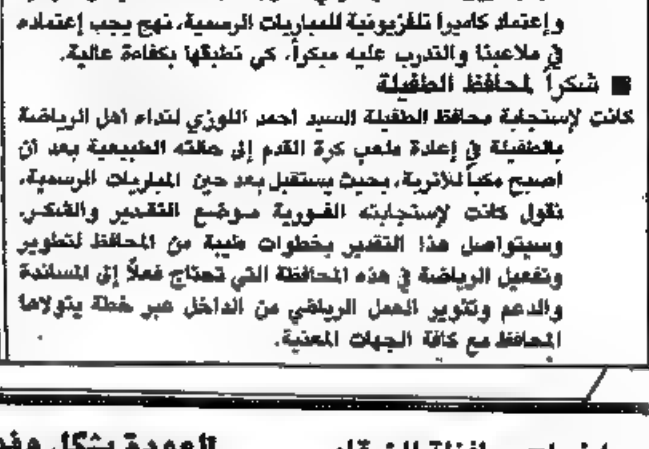 وإعتماد كاميرا تلفزيونية للمباريات الرسمية، نهج يجب إعتماده
في ملاعبنا والتدرب عليه مبكراً، كي نطبقها بكفاءة عالية.
■ شكراً لمحافظ الطفيلة
كانت لإستجابة محافظ الطفيلة السيد احمد اللوزي لنداء اهل الرياضة
بالطفيلة في إعادة ملعب كرة القدم إلى حالته الطبيعية بعد أن
اصبح مكباً للأتربة، بحيث يستقبل بعد حين المباريات الرسمية،
نقول كانت لإستجابته الفورية موضع التقدير والشكر،
وسيتواصل هذا التقدير بخطوات طيبة من المحافظ لتطوير
وتفعيل الرياضة في هذه المحافظة التي تحتاج فعلاً إلى المساندة
والدعم وتثوير العمل الرياضي من الداخل عبر خطة يتولاها
المحافظ مع كافة الجهات المعنية.